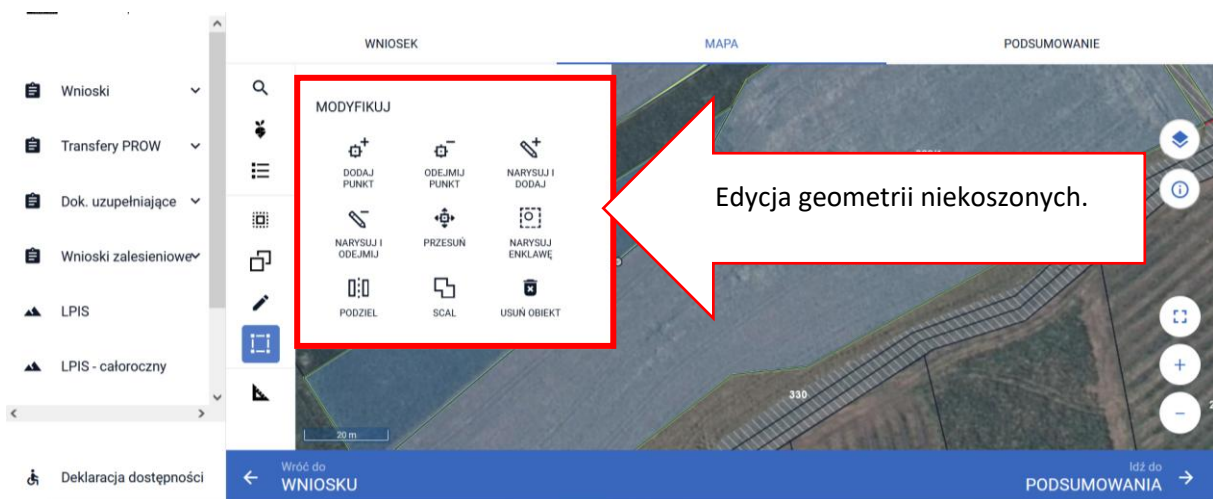 WNIOSEK
MAPA
PODSUMOWANIE
Wnioski
Transfery PROW
Dok. uzupełniające
Wnioski zalesieniowe
LPIS
LPIS - całoroczny
Deklaracja dostępności
MODYFIKUJ
DODAJ
PUNKT
ODEJMIJ
PUNKT
NARYSUJ I
DODAJ
NARYSUJ I
ODEJMIJ
PRZESUŃ
NARYSUJ
ENKLAWĘ
PODZIEL
SCAL
USUŃ OBIEKT
Edycja geometrii niekoszonych.
330
20 m
Wróć do
WNIOSKU
Idź do
PODSUMOWANIA